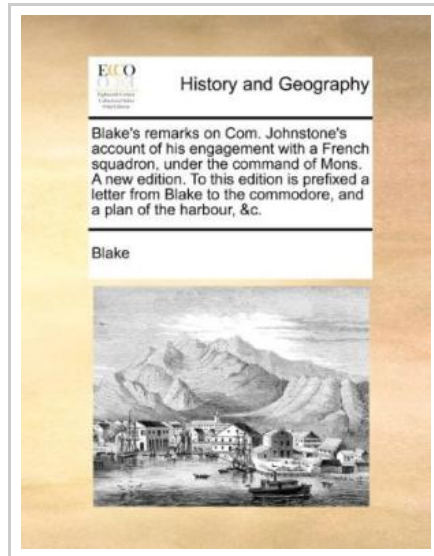 ECCO
History and Geography
Blake's remarks on Com. Johnstone's
account of his engagement with a French
squadron, under the command of Mons.
A new edition. To this edition is prefixed a
letter from Blake to the commodore, and
a plan of the harbour, &c.
Blake